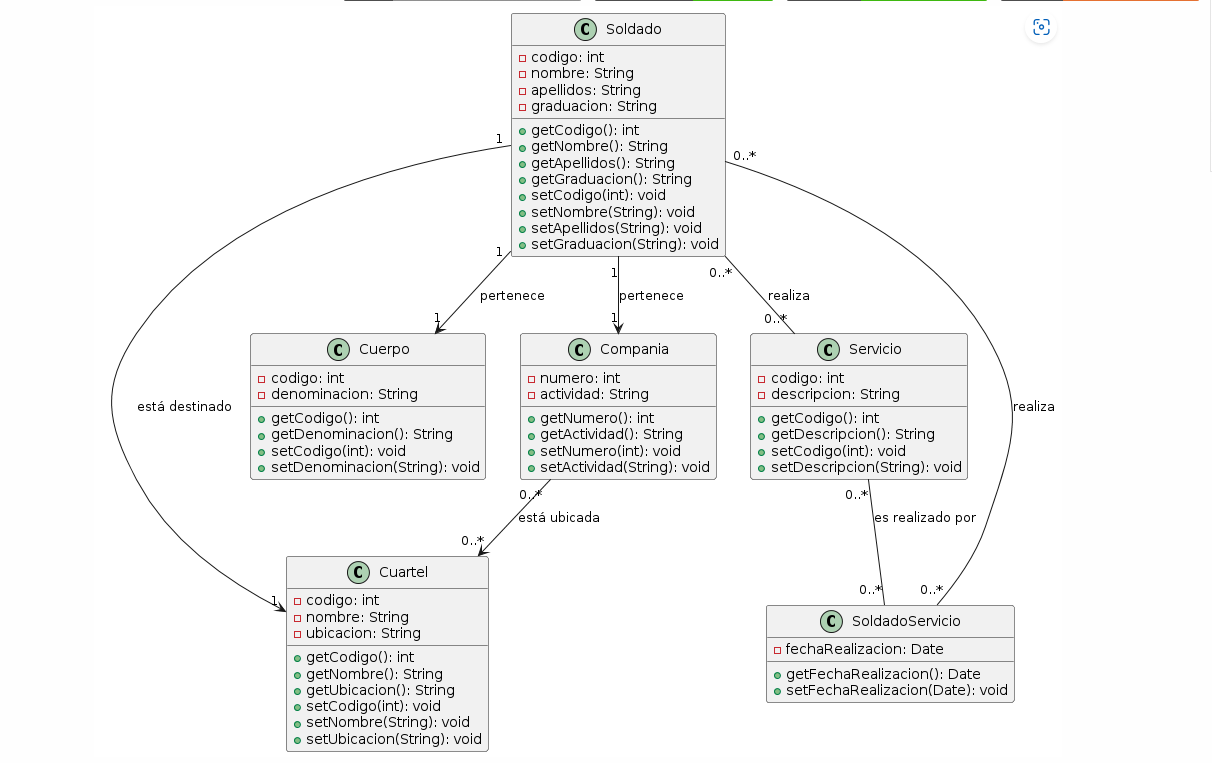 C Soldado
codigo: int
nombre: String
apellidos: String
graduacion: String
getCodigo(): int
getNombre(): String
getApellidos(): String
getGraduacion(): String
setCodigo(int): void
setNombre(String): void
setApellidos(String): void
setGraduacion(String): void
1
0..*
1
1
0..*
pertenece
pertenece
realiza
1
1
0..*
C Cuerpo
codigo: int
denominacion: String
getCodigo(): int
getDenominacion(): String
setCodigo(int): void
setDenominacion(String): void
C Compania
numero: int
actividad: String
getNumero(): int
getActividad(): String
setNumero(int): void
setActividad(String): void
C Servicio
codigo: int
descripcion: String
getCodigo(): int
getDescripcion(): String
setCodigo(int): void
setDescripcion(String): void
está destinado
realiza
0..*
0..*
está ubicada
es realizado por
0..*
0..*
0..*
1
C Cuartel
codigo: int
nombre: String
ubicacion: String
getCodigo(): int
getNombre(): String
getUbicacion(): String
setCodigo(int): void
setNombre(String): void
setUbicacion(String): void
C SoldadoServicio
fechaRealizacion: Date
getFechaRealizacion(): Date
setFechaRealizacion(Date): void